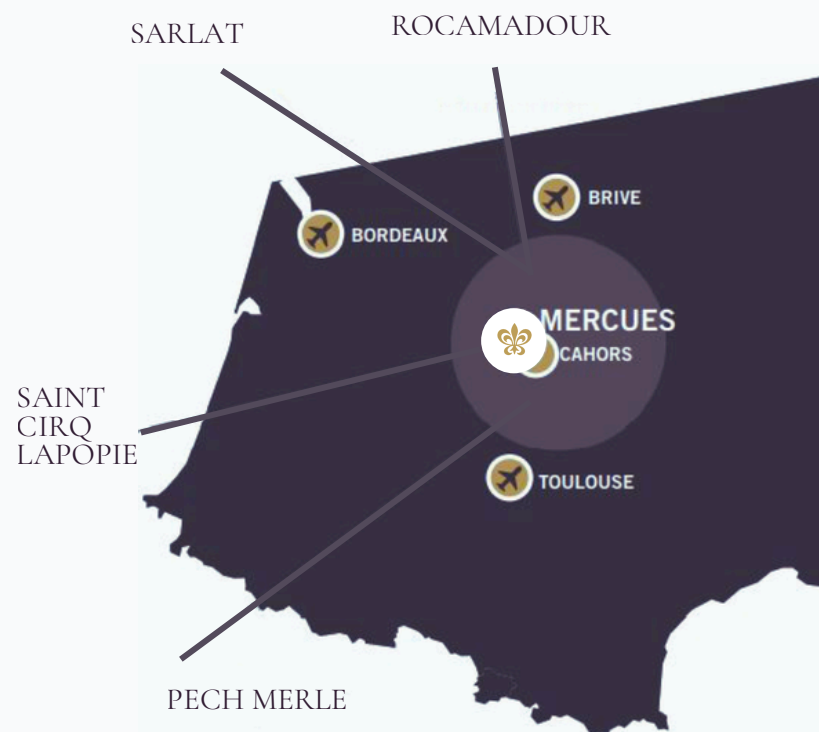 SARLAT
ROCAMADOUR
BRIVE
BORDEAUX
MERCUES
CAHORS
SAINT
CIRQ
LAPOPIE
TOULOUSE
PECH MERLE